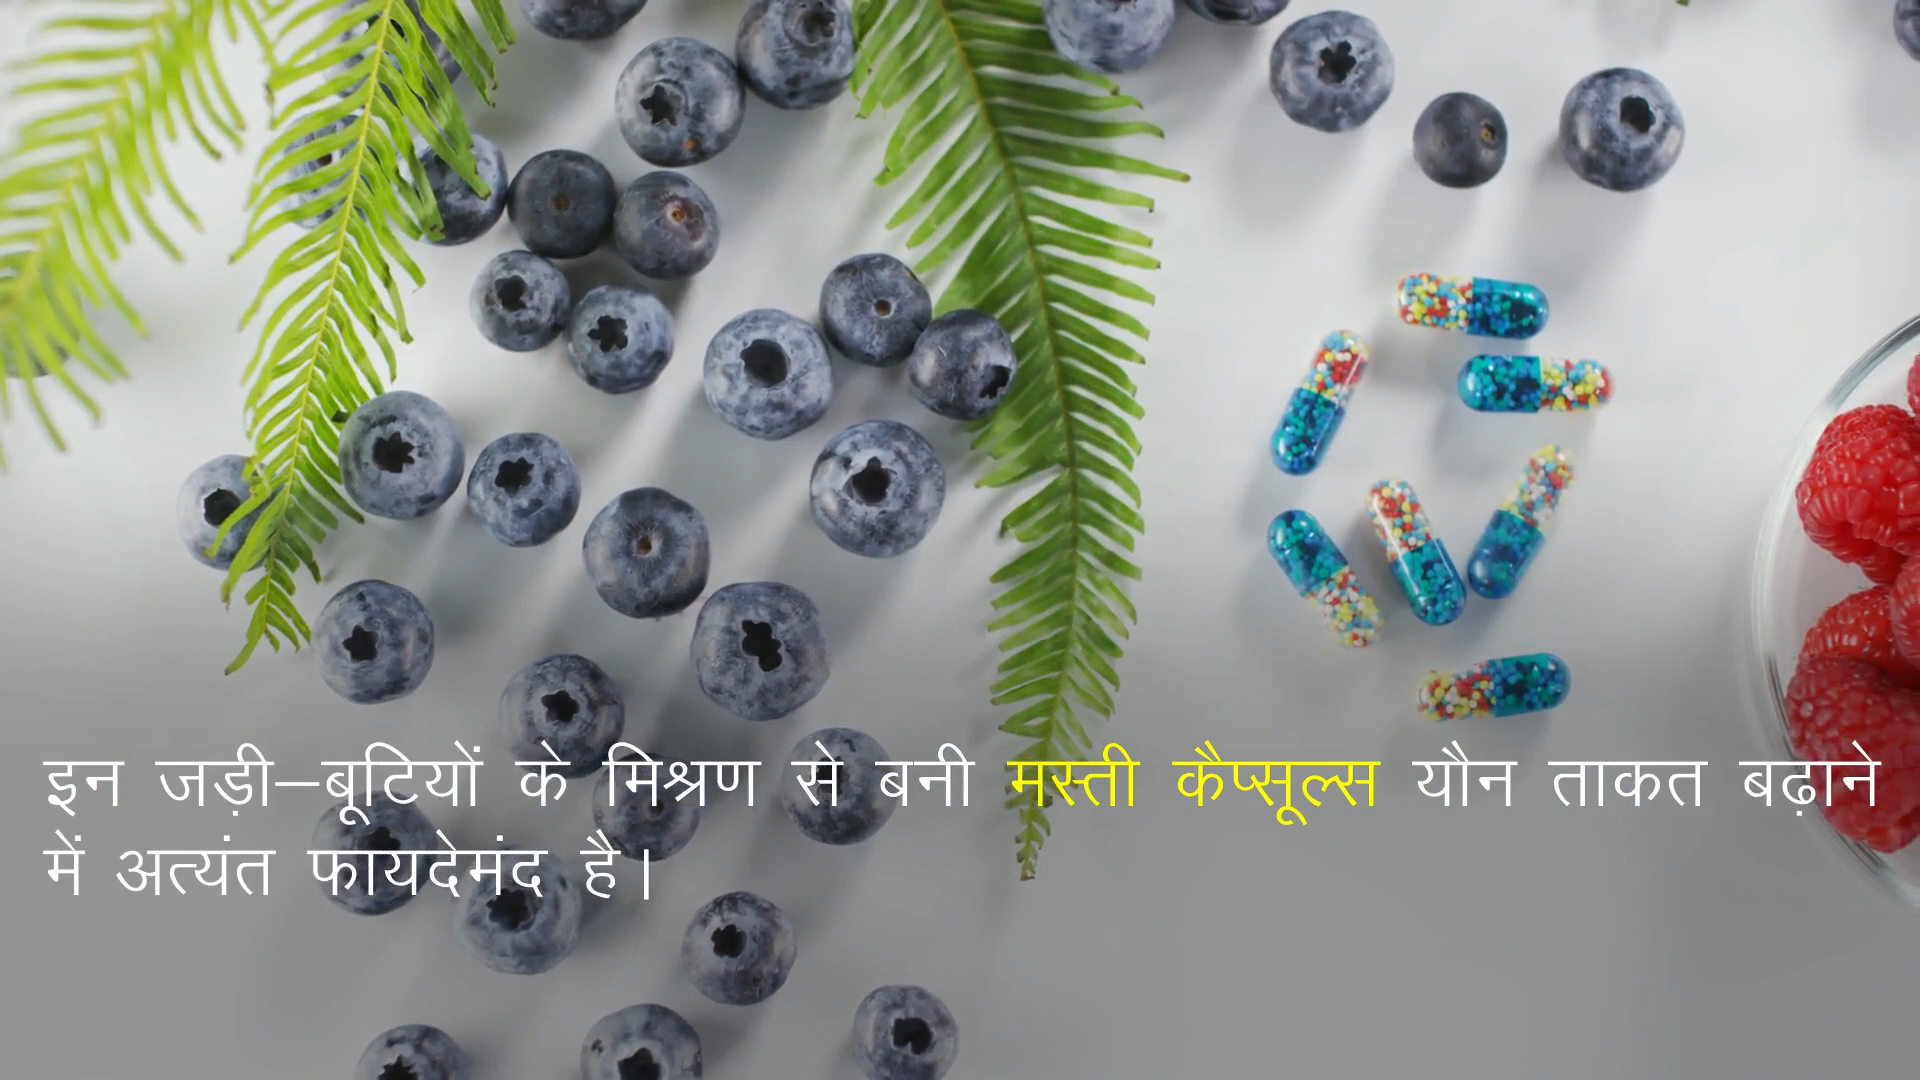 इन जड़ी–बूटियों के मिश्रण से बनी मस्ती कैप्सूल्स यौन ताकत बढ़ाने
में अत्यंत फायदेमंद है|